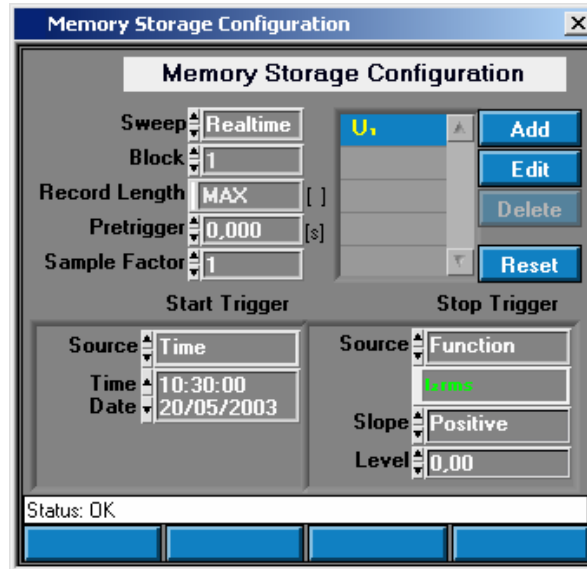 Memory Storage Configuration
Memory Storage Configuration
Sweep Realtime
Block 1
Record Length MAX [ ]
Pretrigger 0,000 [s]
Sample Factor 1
U1
Add
Edit
Delete
Reset
Start Trigger
Source Time
Time 10:30:00
Date 20/05/2003
Stop Trigger
Source Function
Slope Positive
Level 0,00
Status: OK